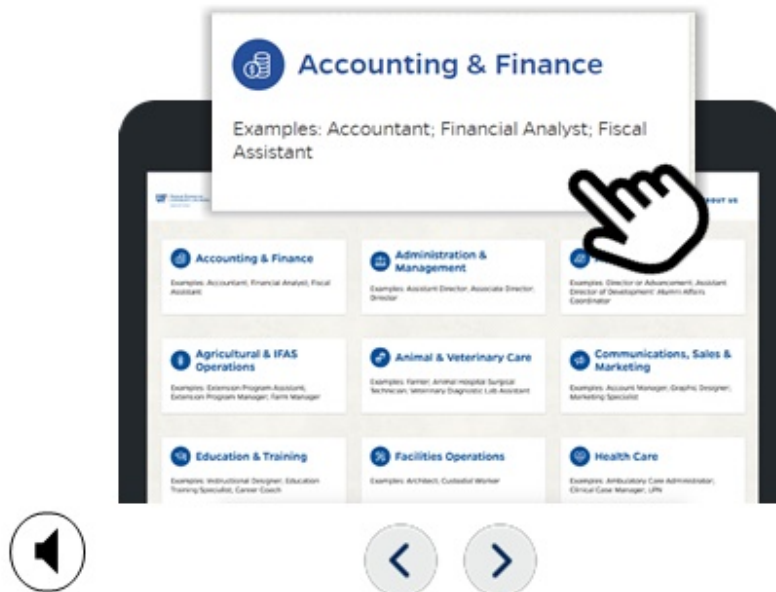 Accounting & Finance
Examples: Accountant; Financial Analyst; Fiscal
Assistant
ABOUT US
Accounting & Finance
Examples: Accountant; Financial Analyst; Fiscal
Assistant
Administration &
Management
Examples: Assistant Director; Associate Director;
Director
Examples: Director or Advancement; Assistant
Director of Development; Alumni Affairs
Coordinator
Agricultural & IFAS
Operations
Examples: Extension Program Assistant;
Extension Program Manager; Farm Manager
Animal & Veterinary Care
Examples: Farrier; Animal Hospital Surgical
Technician; Veterinary Diagnostic Lab Assistant
Communications, Sales &
Marketing
Examples: Account Manager; Graphic Designer;
Marketing Specialist
Education & Training
Examples: Instructional Designer; Education
Training Specialist; Career Coach
Facilities Operations
Examples: Architect; Custodial Worker
Health Care
Examples: Ambulatory Care Administrator;
Clinical Case Manager; LPN